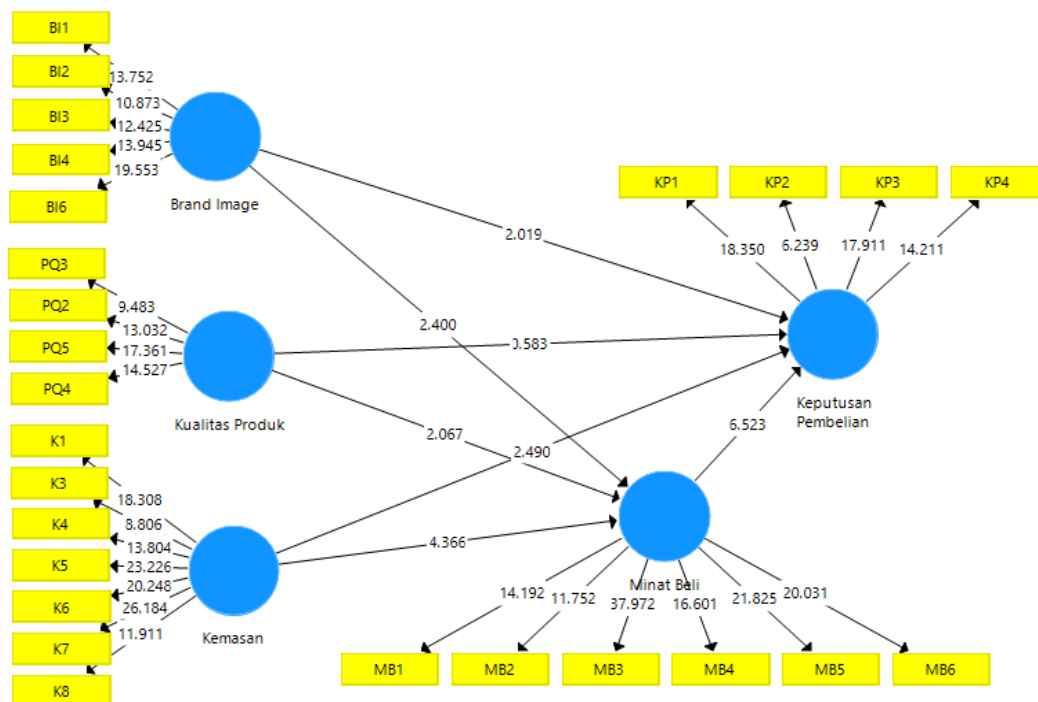 BI1
BI2
BI3
BI4
BI6
13.752
10.873
12.425
13.945
19.553
Brand Image
PQ3
PQ2
PQ5
PQ4
9.483
13.032
17.361
14.527
Kualitas Produk
K1
K3
K4
K5
K6
K7
K8
18.308
8.806
13.804
23.226
20.248
26.184
11.911
Kemasan
2.019
2.400
0.583
2.067
2.490
4.366
6.523
KP1
KP2
KP3
KP4
18.350
6.239
17.911
14.211
Keputusan
Pembelian
Minat Beli
14.192
11.752
37.972
16.601
21.825
20.031
MB1
MB2
MB3
MB4
MB5
MB6